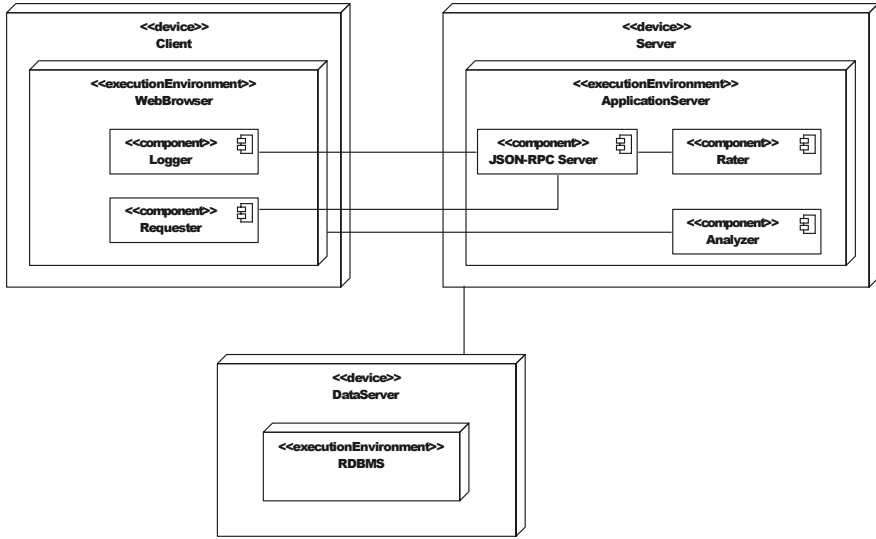 <<device>>
Client
<<executionEnvironment>>
WebBrowser
<<component>>
Logger
<<component>>
Requester
<<device>>
Server
<<executionEnvironment>>
ApplicationServer
<<component>>
JSON-RPC Server
<<component>>
Rater
<<component>>
Analyzer
<<device>>
DataServer
<<executionEnvironment>>
RDBMS